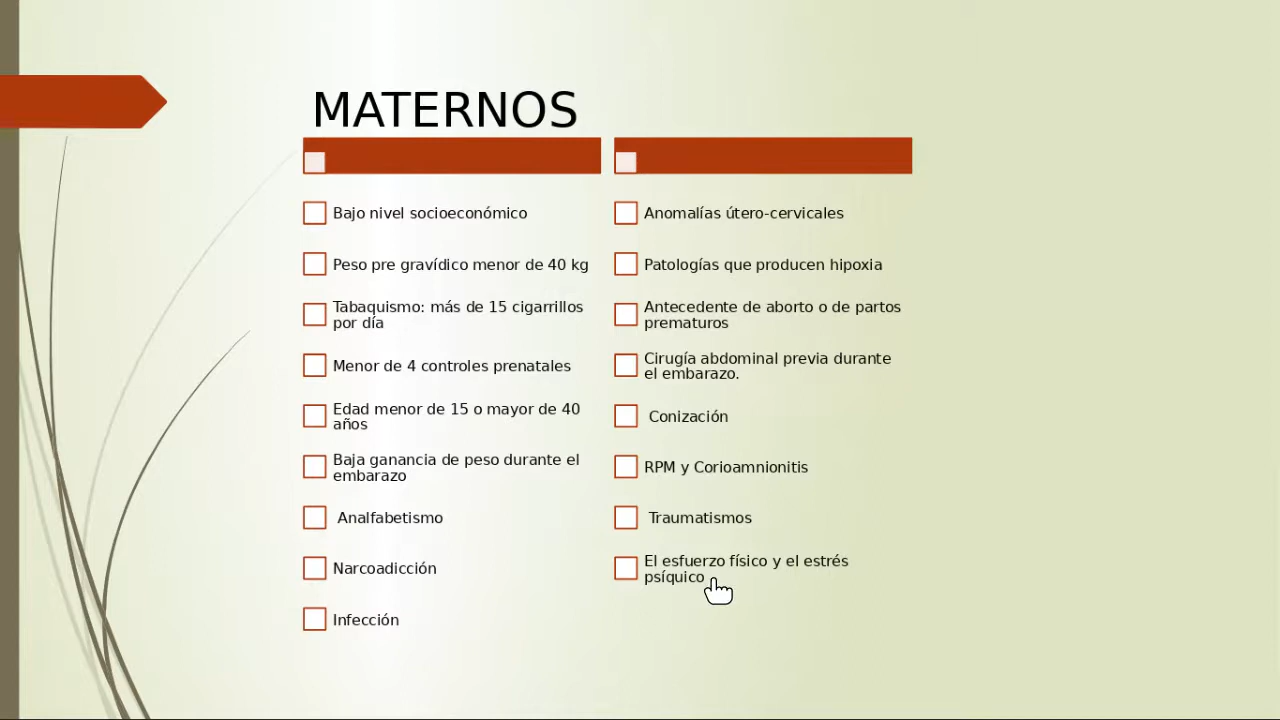 MATERNOS
Bajo nivel socioeconómico
Peso pre gravídico menor de 40 kg
Tabaquismo: más de 15 cigarrillos
por día
Menor de 4 controles prenatales
Edad menor de 15 o mayor de 40
años
Baja ganancia de peso durante el
embarazo
Analfabetismo
Narcoadicción
Infección
Anomalías útero-cervicales
Patologías que producen hipoxia
Antecedente de aborto o de partos
prematuros
Cirugía abdominal previa durante
el embarazo.
Conización
RPM y Corioamnionitis
Traumatismos
El esfuerzo físico y el estrés
psíquico